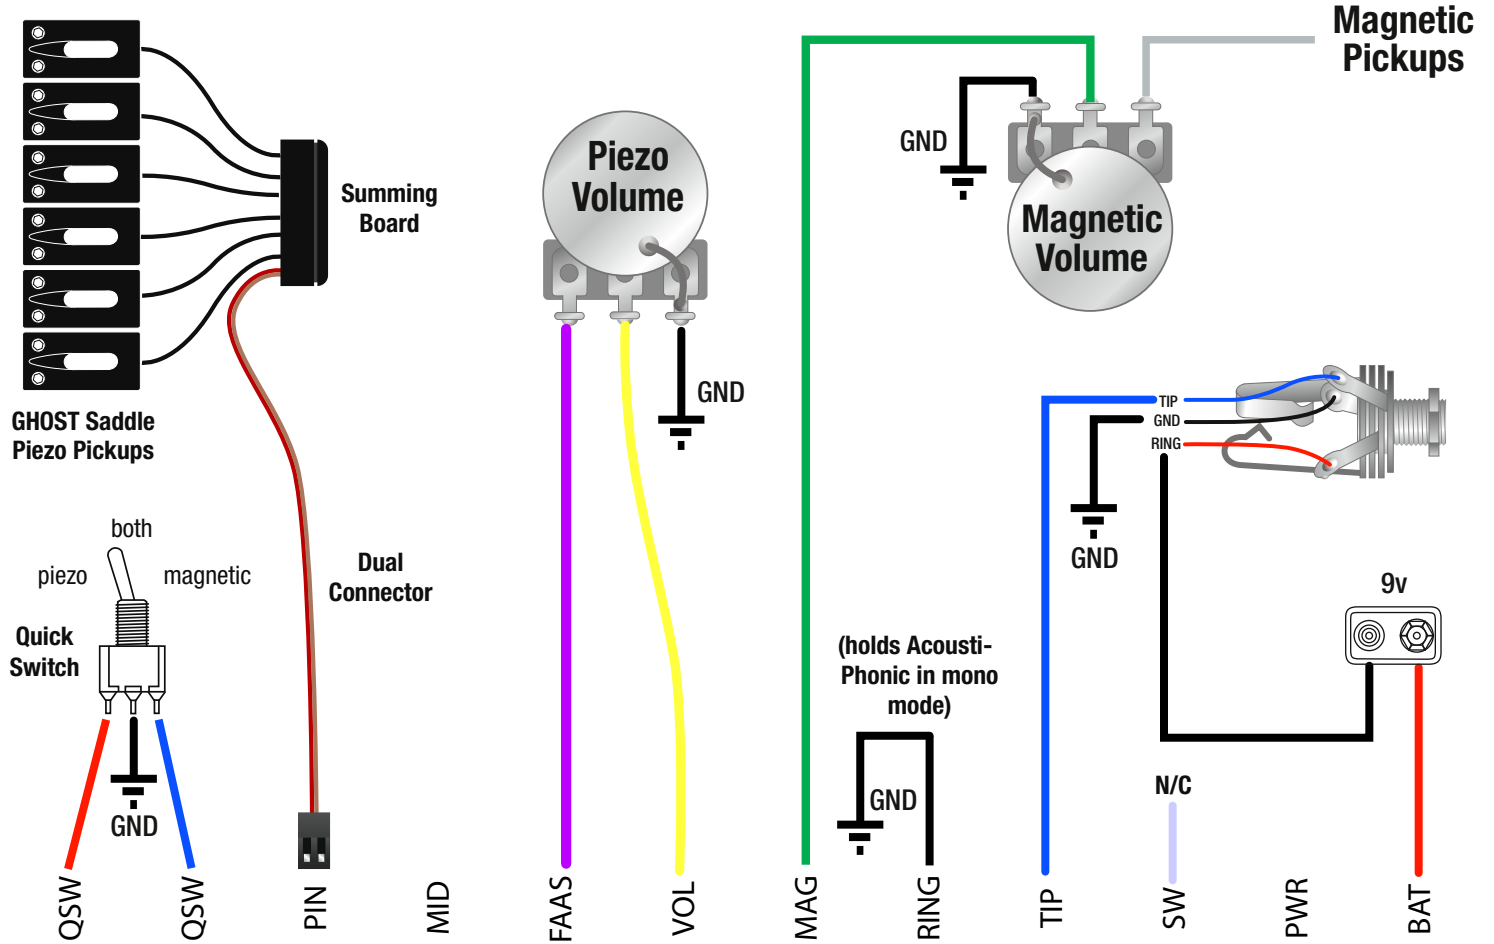 Magnetic
Pickups
GND
Piezo
Volume
Magnetic
Volume
Summing
Board
GND
TIP
GND
RING
GND
GHOST Saddle
Piezo Pickups
both
piezo
magnetic
Quick
Switch
GND
Dual
Connector
(holds Acousti-
Phonic in mono
mode)
GND
9v
N/C
QSW
QSW
PIN
MID
FAAS
VOL
MAG
RING
TIP
SW
PWR
BAT